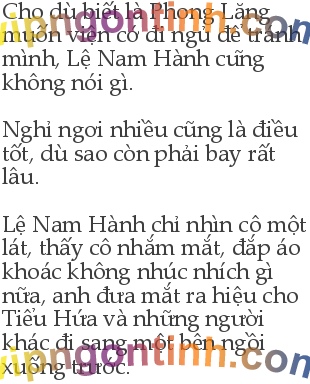 Cho dù biết là Phong Lăng
muốn viện cớ đi ngủ để tránh
mình, Lệ Nam Hành cũng
không nói gì.
Nghỉ ngơi nhiều cũng là điều
tốt, dù sao còn phải bay rất
lâu.
Lệ Nam Hành chỉ nhìn cô một
lát, thấy cô nhắm mắt, đắp áo
khoác không nhúc nhích gì
nữa, anh đưa mắt ra hiệu cho
Tiểu Hứa và những người
khác đi sang một bên ngồi
xuống trước.